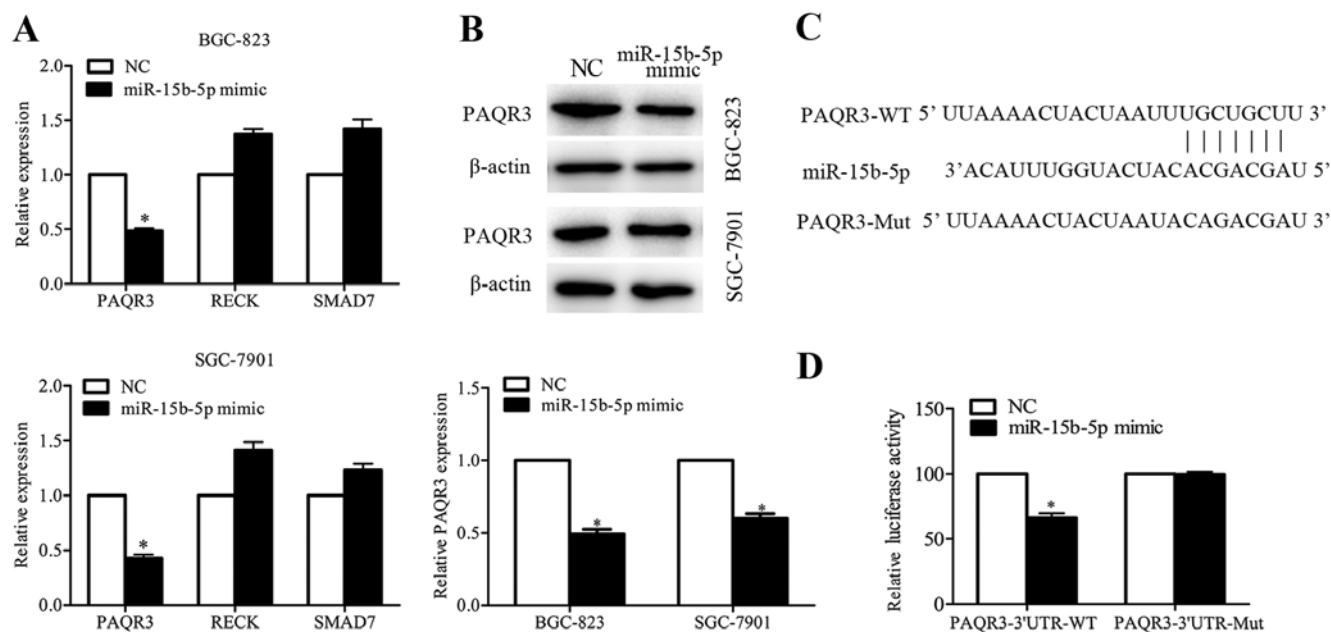 A
BGC-823
NC
miR-15b-5p mimic
Relative expression
2.0
1.5
1.0
0.5
0.0
*
PAQR3 RECK SMAD7
SGC-7901
NC
miR-15b-5p mimic
Relative expression
2.0
1.5
1.0
0.5
0.0
*
PAQR3 RECK SMAD7
B
NC miR-15b-5p mimic
PAQR3
β-actin
BGC-823
PAQR3
β-actin
SGC-7901
NC
miR-15b-5p mimic
Relative PAQR3 expression
1.5
1.0
0.5
0.0
* *
BGC-823 SGC-7901
C
PAQR3-WT 5’ UUAAAACUACUAAUUUGCUGCUU 3’
miR-15b-5p 3’ACAUUUGGUACUACACGACGAU 5’
PAQR3-Mut 5’ UUAAAACUACUAAUACAGACGAU 3’
D
NC
miR-15b-5p mimic
Relative luciferase activity
150
100
75
50
25
0
*
PAQR3-3'UTR-WT PAQR3-3'UTR-Mut